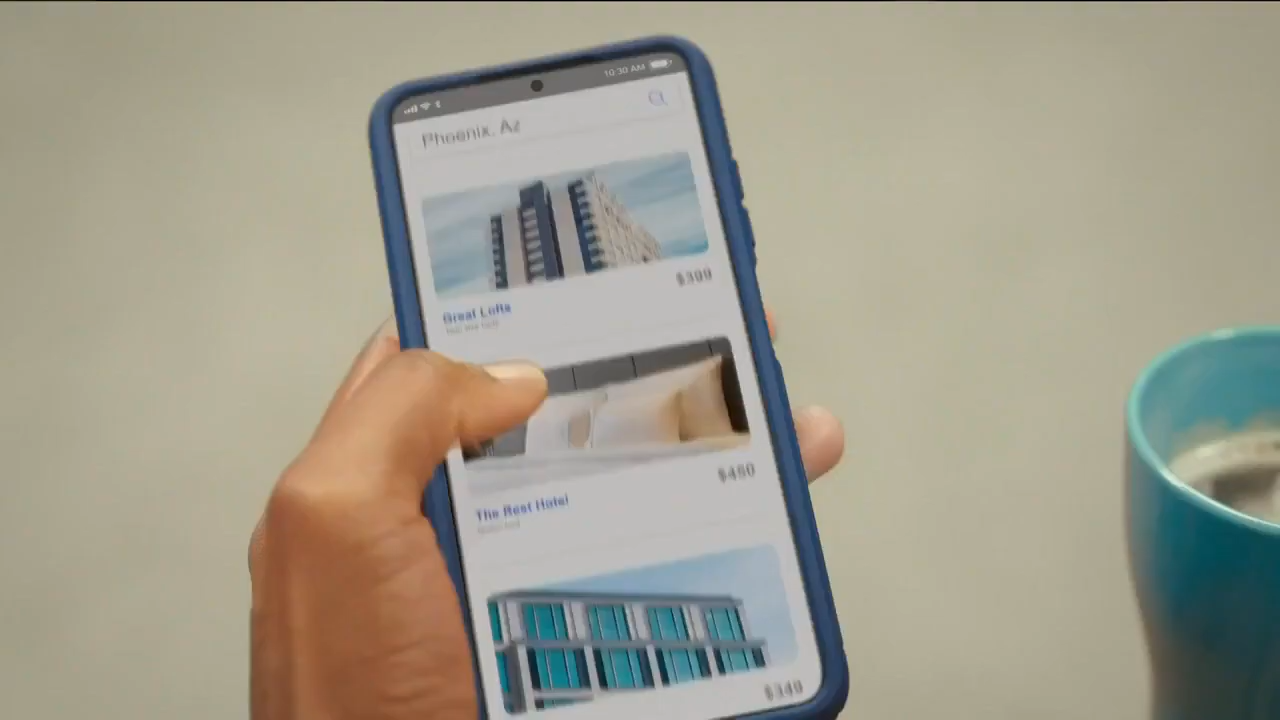 10:30 AM
Phoenix, Az
$399
Great Lofts
$450
The Rest Hotel
$349